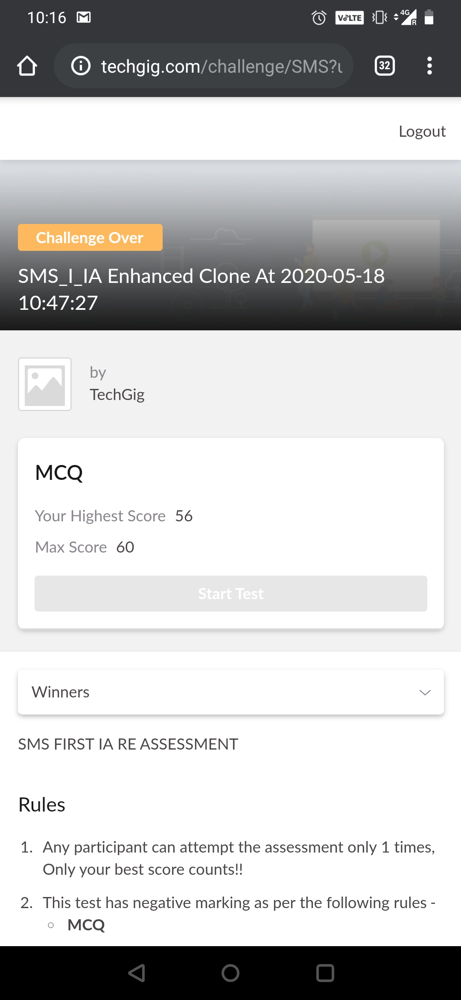 10:16
VoLTE
4G
R
techgig.com/challenge/SMS?
32
Logout
Challenge Over
SMS_I_IA Enhanced Clone At 2020-05-18
10:47:27
by
TechGig
MCQ
Your Highest Score 56
Max Score 60
Start Test
Winners
SMS FIRST IA RE ASSESSMENT
Rules
1. Any participant can attempt the assessment only 1 times,
Only your best score counts!!
2. This test has negative marking as per the following rules -
○ MCQ